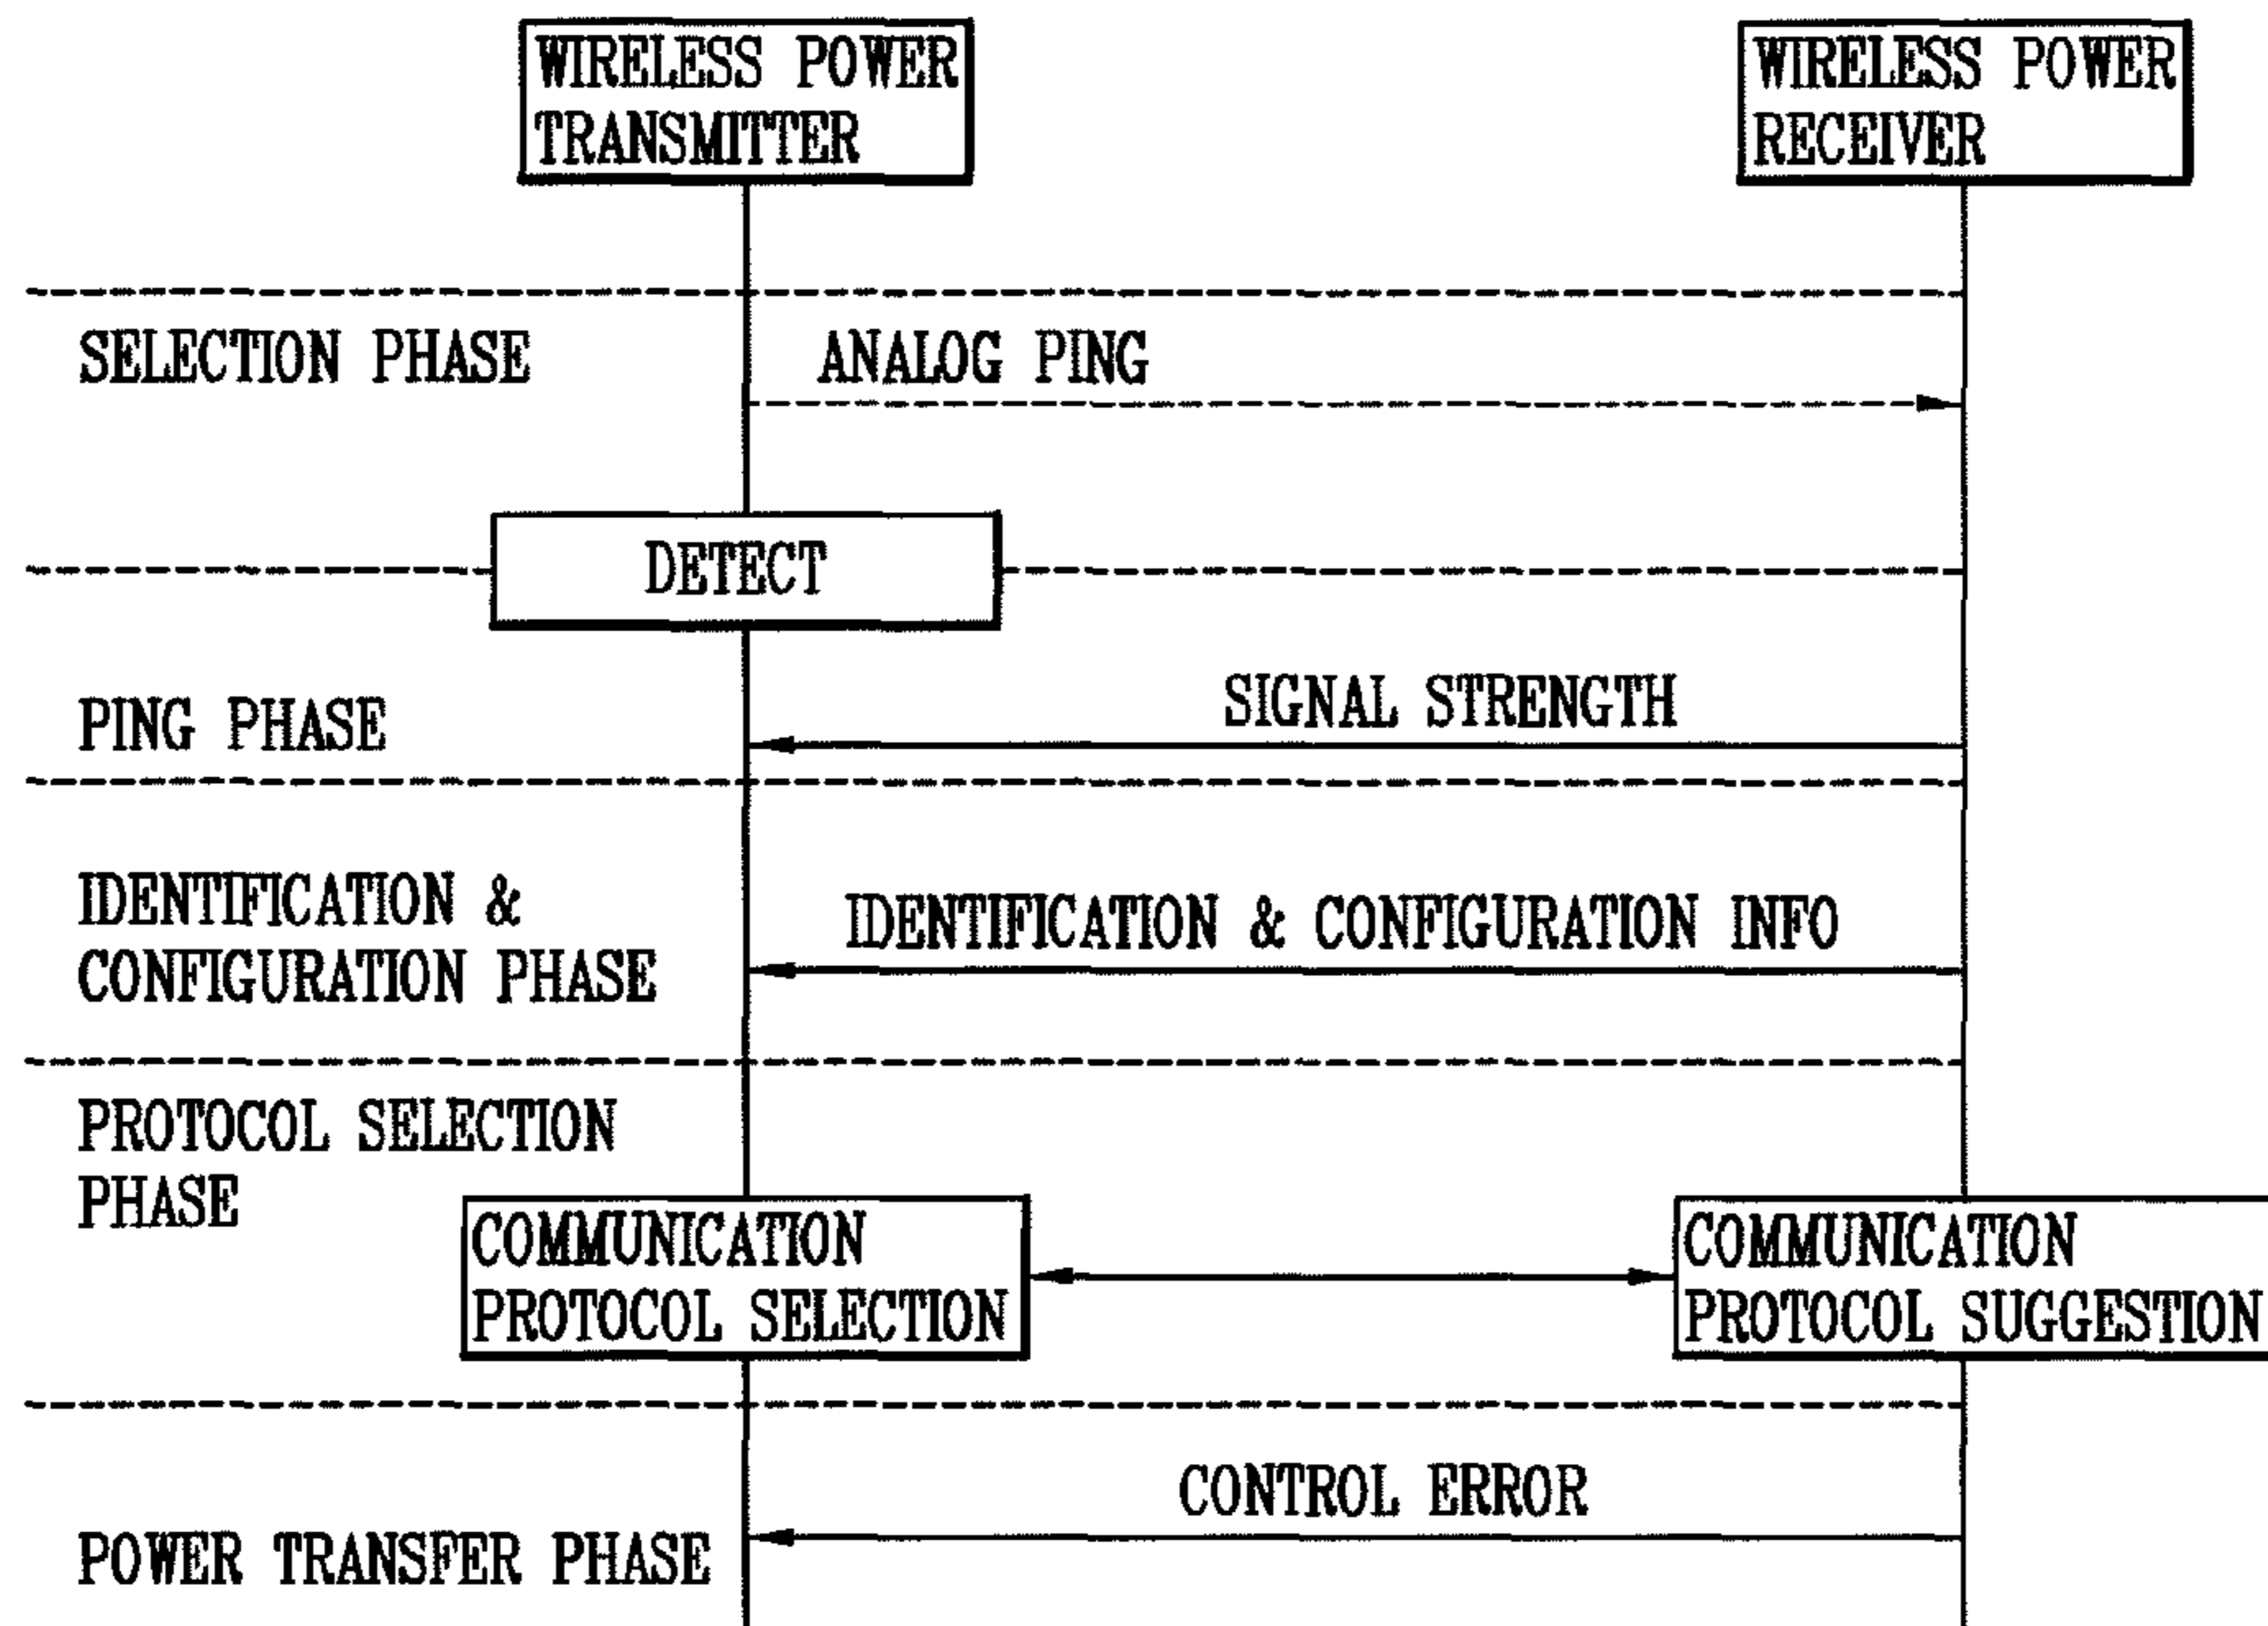 WIRELESS POWER
TRANSMITTER
WIRELESS POWER
RECEIVER
SELECTION PHASE
ANALOG PING
DETECT
SIGNAL STRENGTH
PING PHASE
IDENTIFICATION &
CONFIGURATION PHASE
IDENTIFICATION & CONFIGURATION INFO
PROTOCOL SELECTION
PHASE
COMMUNICATION
PROTOCOL SELECTION
COMMUNICATION
PROTOCOL SUGGESTION
CONTROL ERROR
POWER TRANSFER PHASE